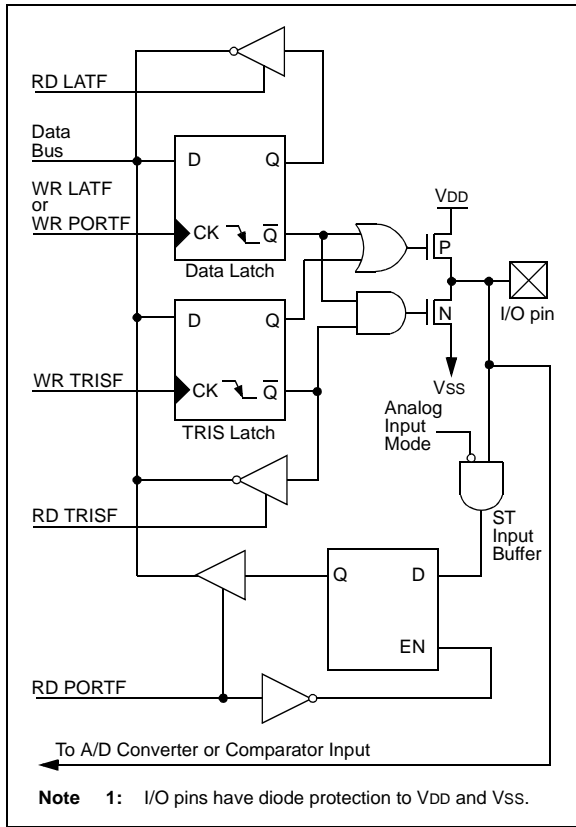 RD LATF
Data
Bus
D Q
WR LATF
or
WR PORTF
CK Q̅
Data Latch
VDD
P
I/O pin
N
VSS
D Q
WR TRISF
CK Q̅
TRIS Latch
Analog
Input
Mode
RD TRISF
ST
Input
Buffer
Q D
EN
RD PORTF
To A/D Converter or Comparator Input
Note 1: I/O pins have diode protection to VDD and VSS.